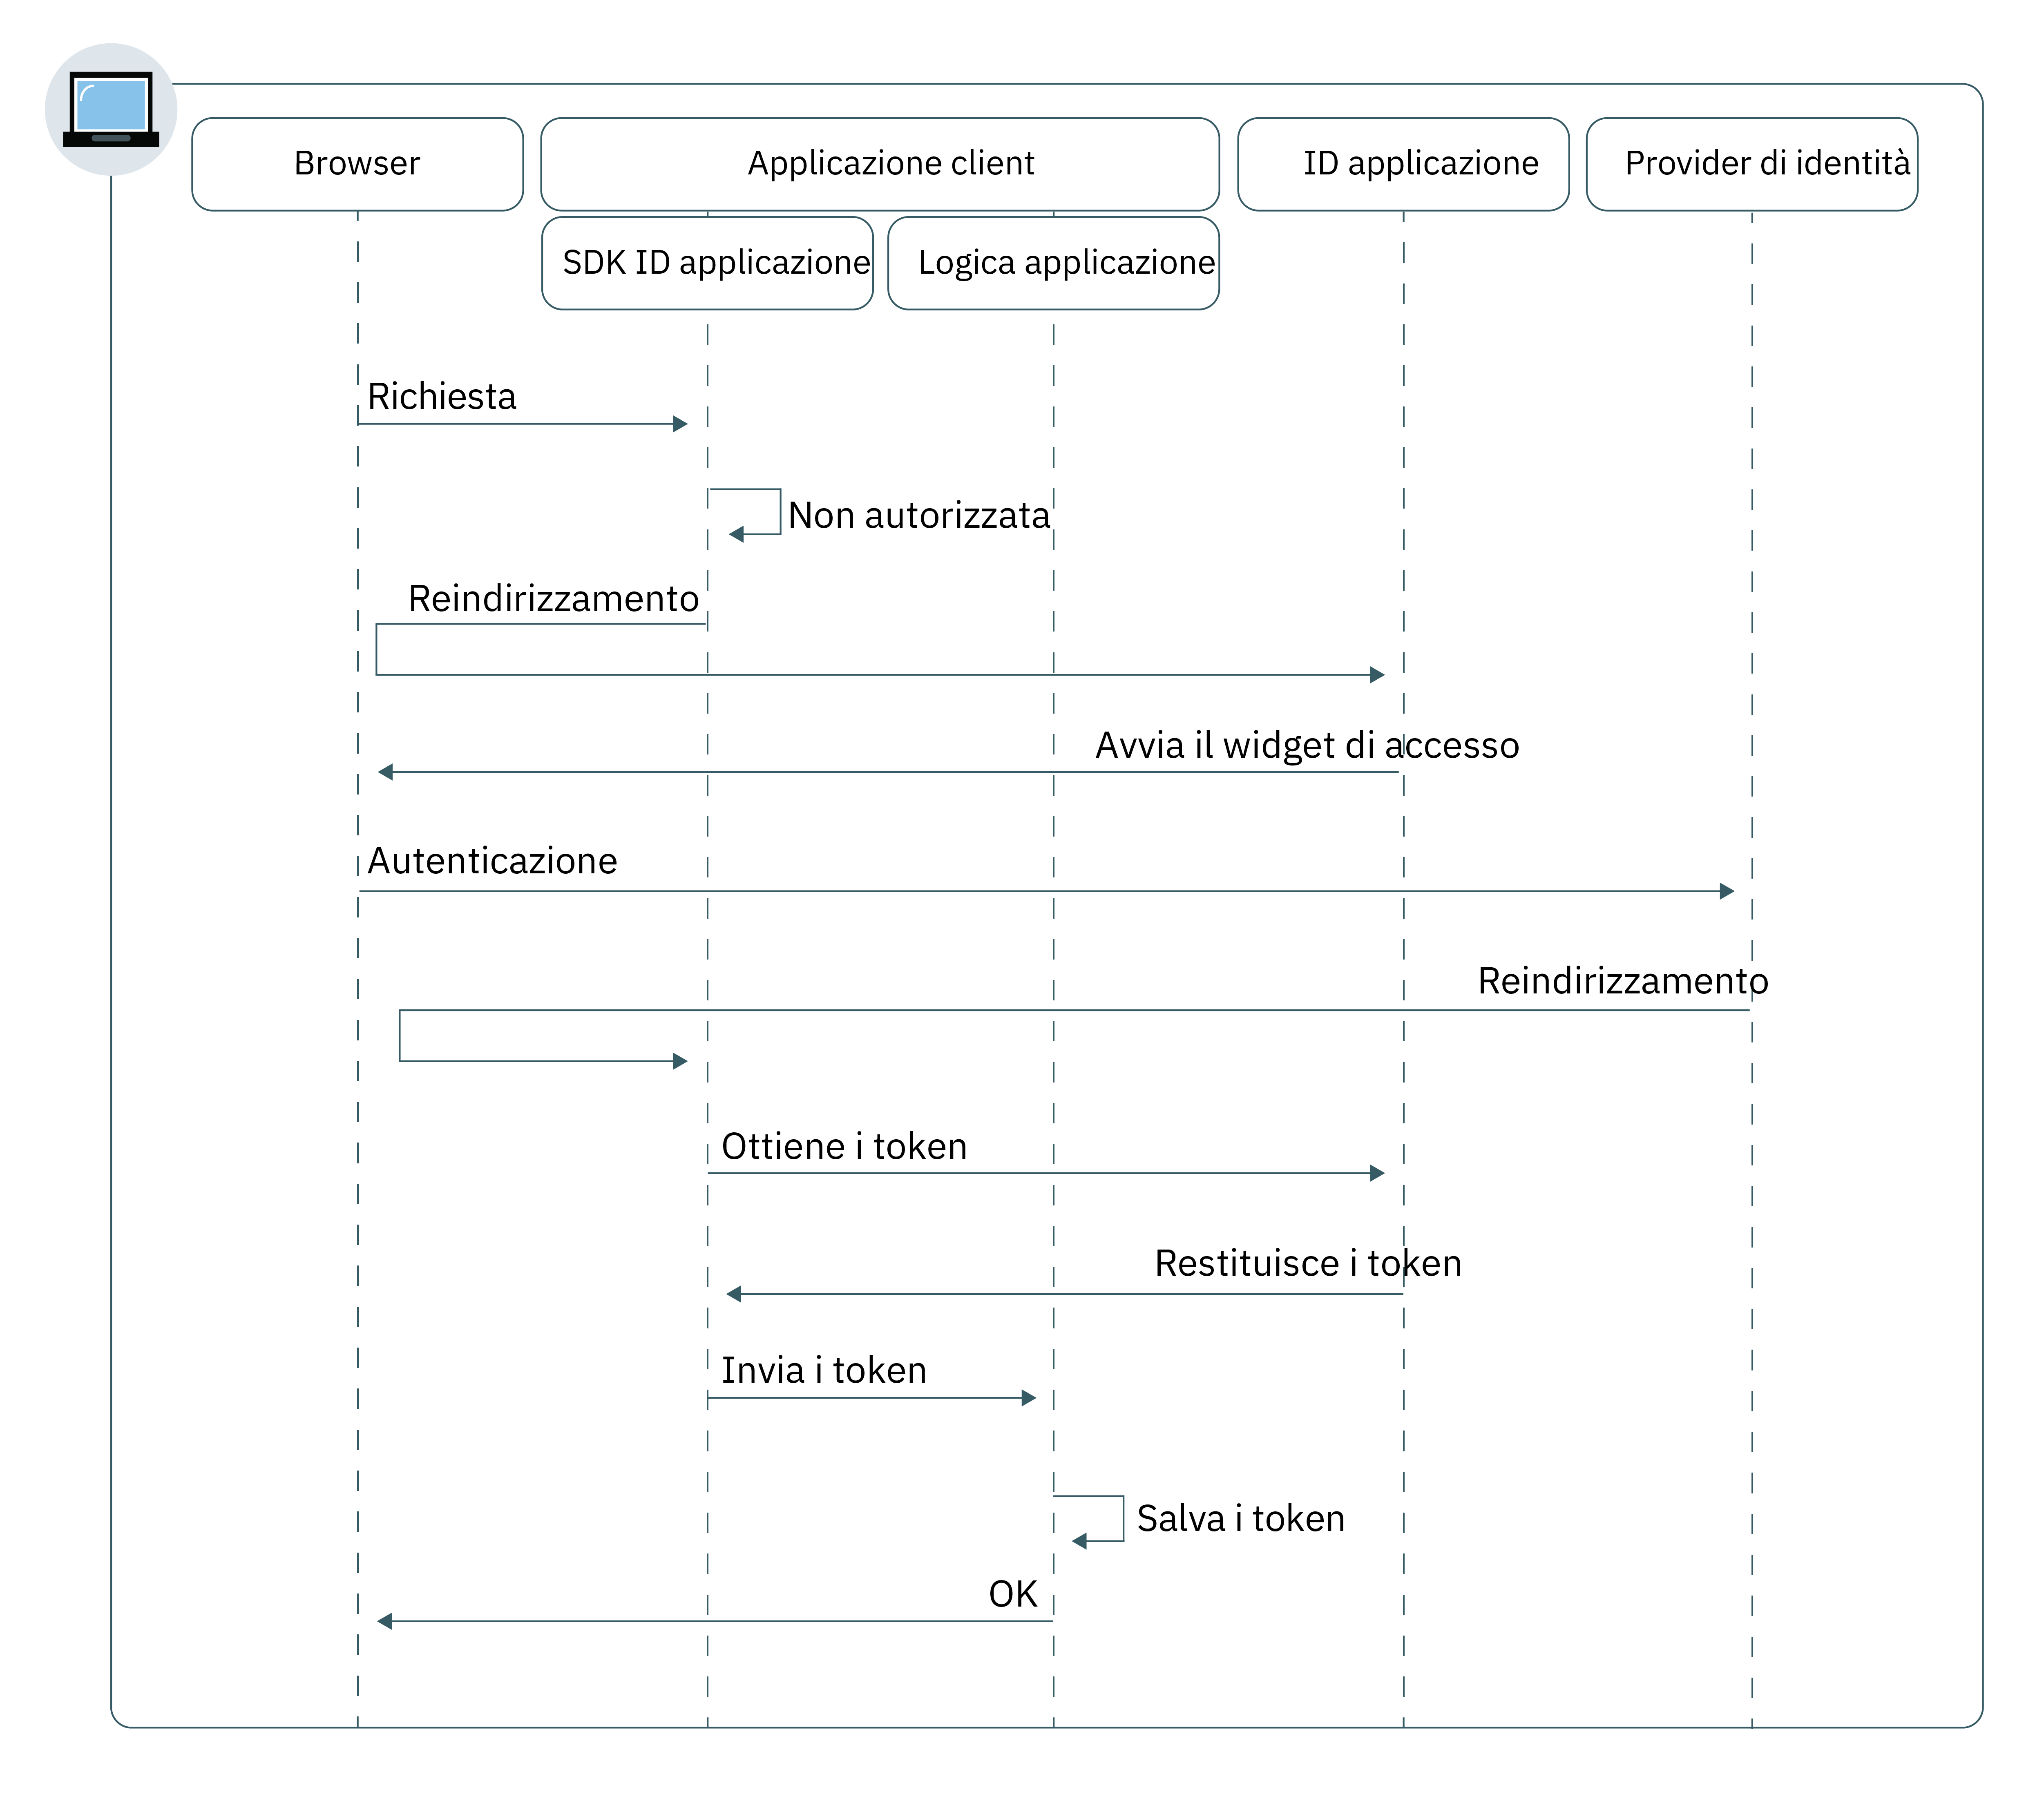 Browser
Applicazione client
ID applicazione
Provider di identità
SDK ID applicazione
Logica applicazione
Richiesta
Non autorizzata
Reindirizzamento
Avvia il widget di accesso
Autenticazione
Reindirizzamento
Ottiene i token
Restituisce i token
Invia i token
Salva i token
OK